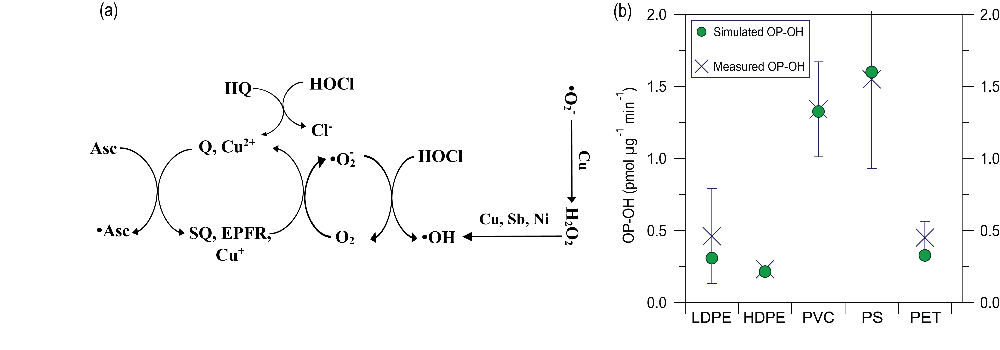 (a)
HQ
HOCl
Cl⁻
Asc
Q, Cu²⁺
•O₂⁻
HOCl
•Asc
SQ, EPFR,
Cu⁺
O₂
•OH
Cu, Sb, Ni
•O₂⁻
Cu
H₂O₂
(b)
OP-OH (pmol µg⁻¹ min⁻¹)
2.0
1.5
1.0
0.5
0.0
Simulated OP-OH
Measured OP-OH
2.0
1.5
1.0
0.5
0.0
LDPE HDPE PVC PS PET